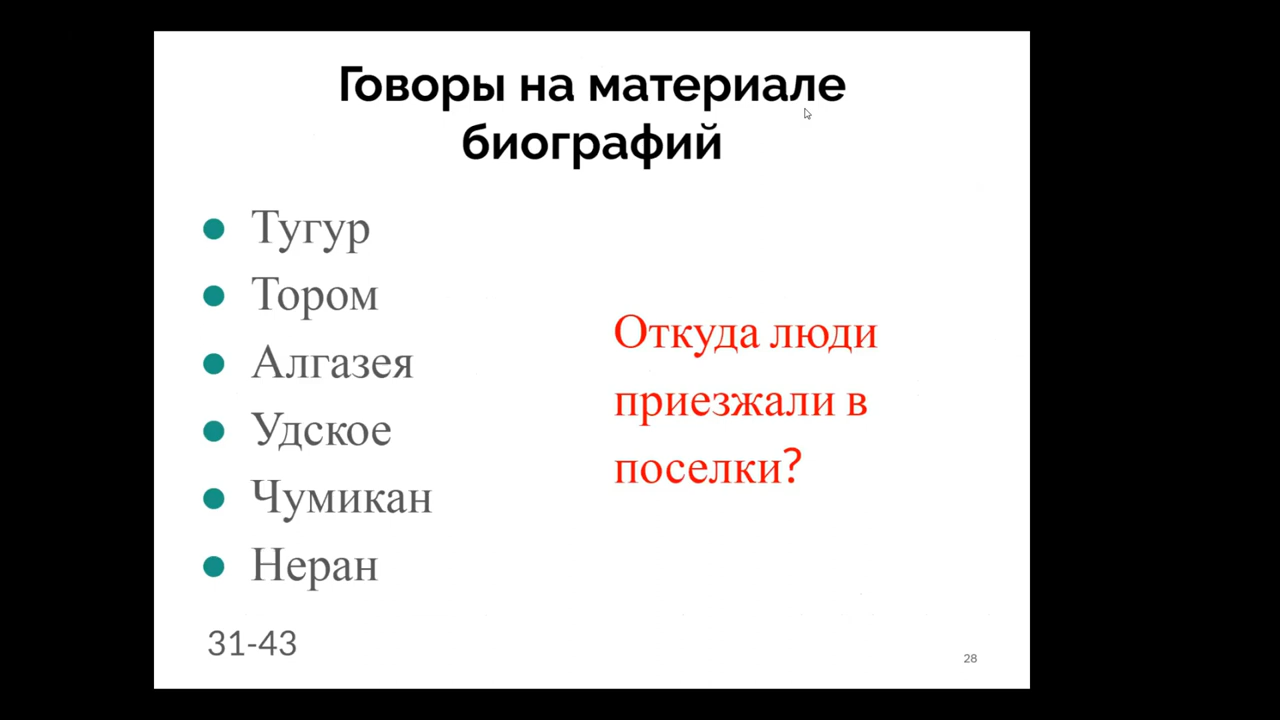 Говоры на материале
биографий
Тугур
Тором
Алгазея
Удское
Чумикан
Неран
Откуда люди
приезжали в
поселки?
31-43
28